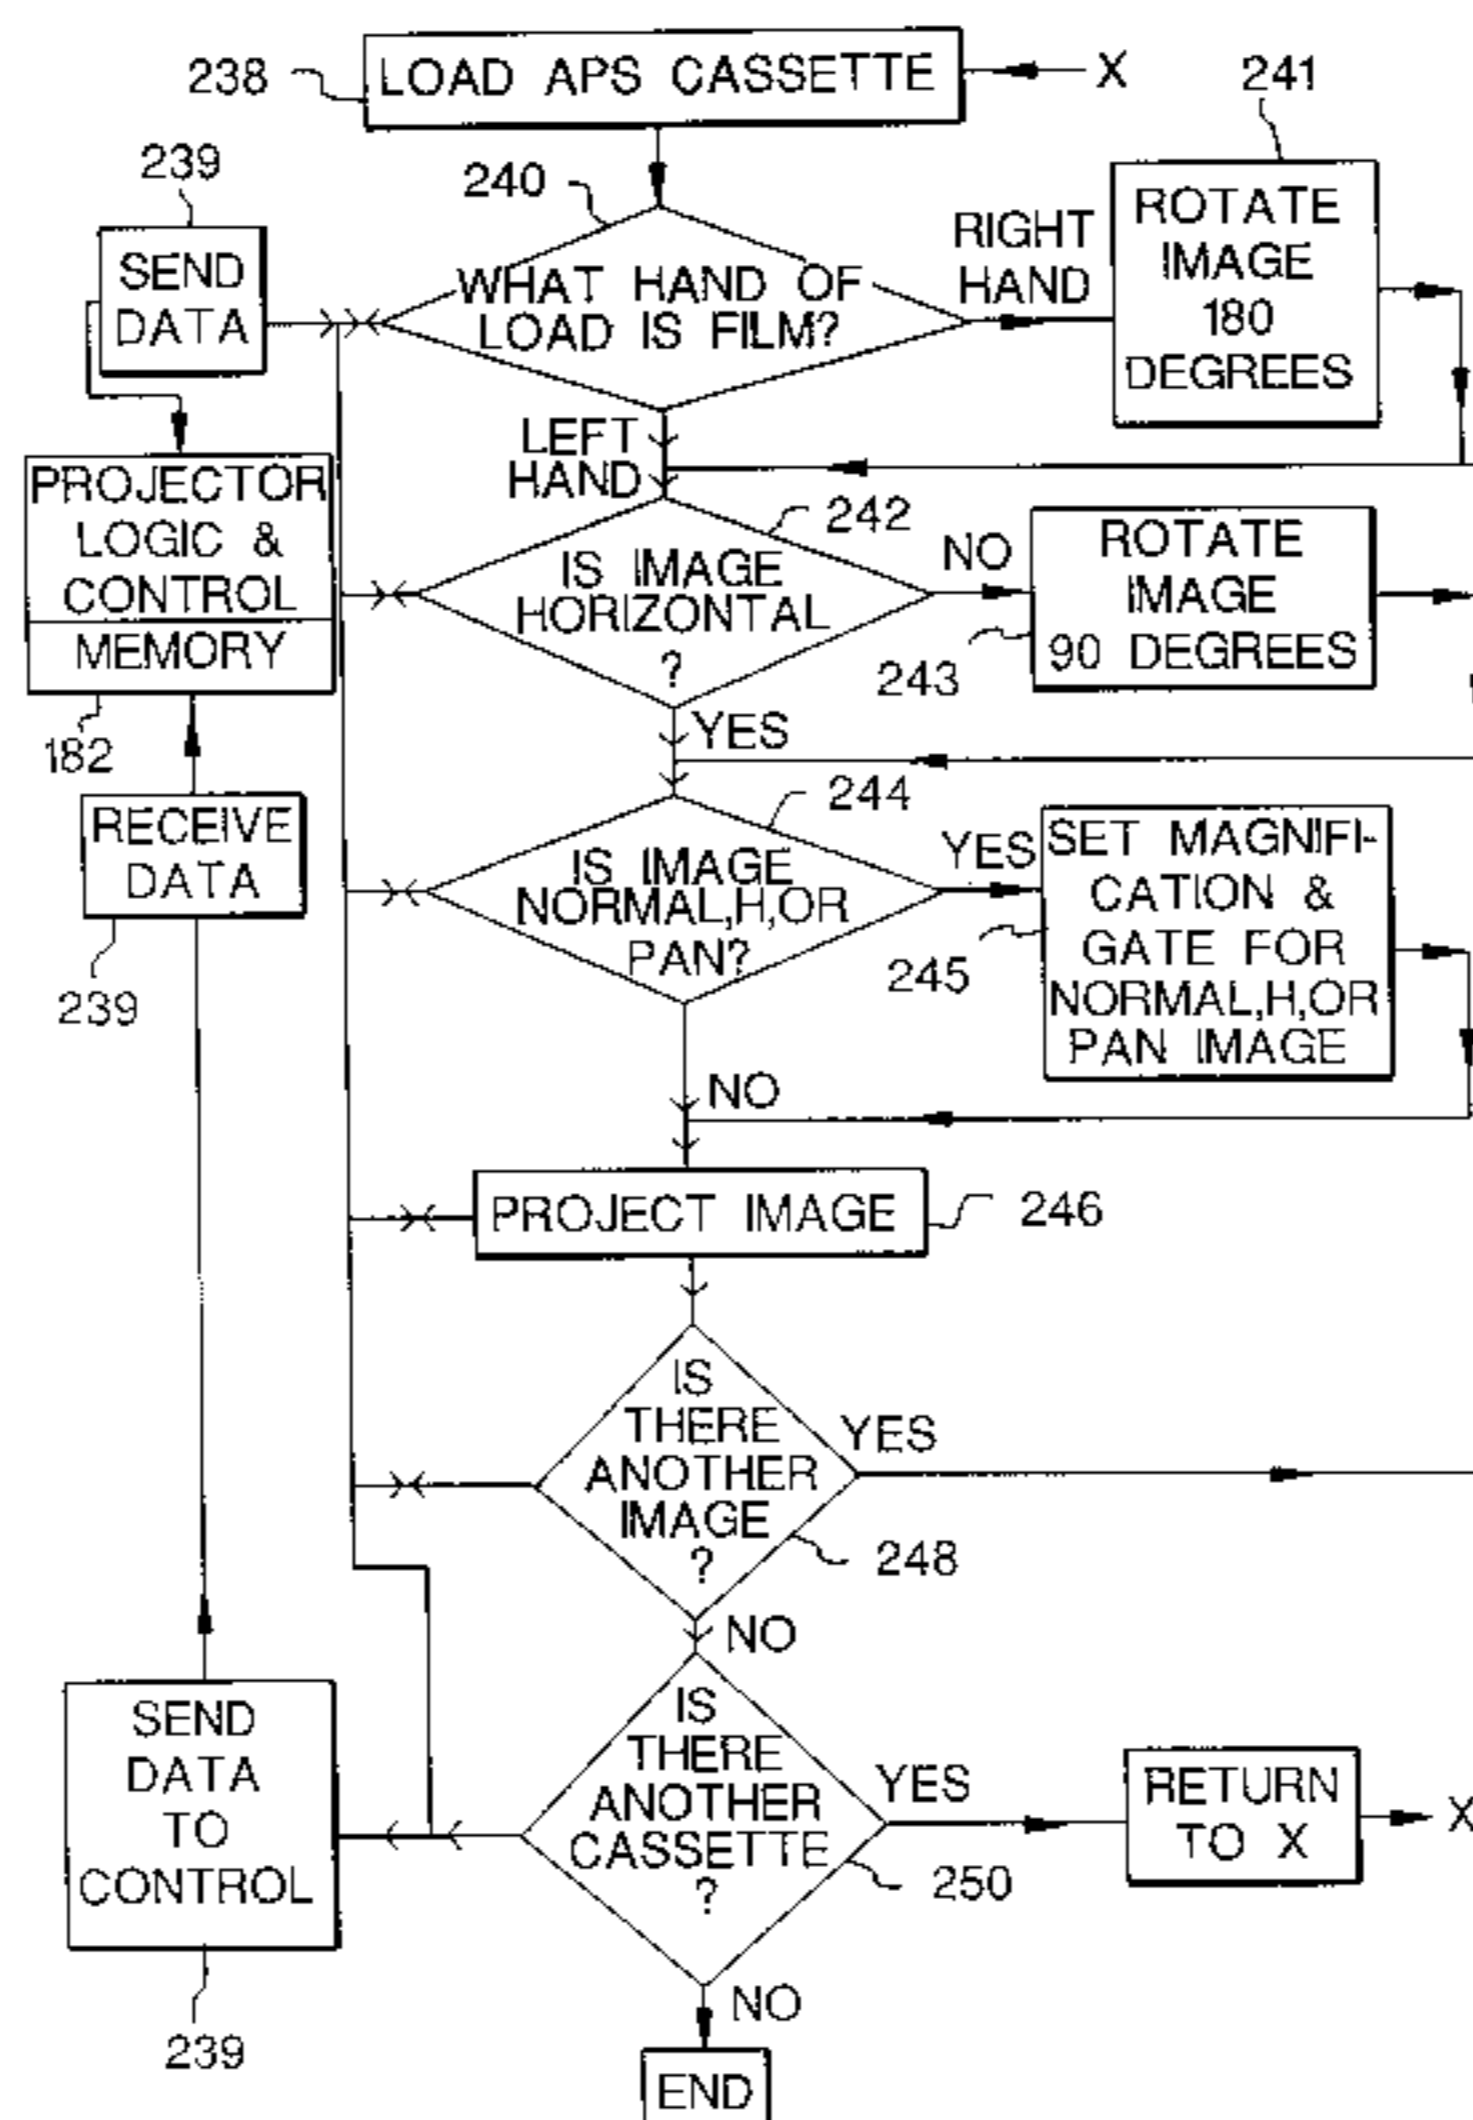 238
LOAD APS CASSETTE
X
241
239
240
SEND
DATA
WHAT HAND OF
LOAD IS FILM?
RIGHT
HAND
ROTATE
IMAGE
180
DEGREES
LEFT
HAND
PROJECTOR
LOGIC &
CONTROL
MEMORY
182
242
IS IMAGE
HORIZONTAL
?
NO
ROTATE
IMAGE
90 DEGREES
243
YES
RECEIVE
DATA
239
244
IS IMAGE
NORMAL,H,OR
PAN?
YES
SET MAGNIFI-
CATION &
GATE FOR
NORMAL,H,OR
PAN IMAGE
245
NO
PROJECT IMAGE
246
IS
THERE
ANOTHER
IMAGE
?
YES
248
NO
SEND
DATA
TO
CONTROL
239
IS
THERE
ANOTHER
CASSETTE
?
YES
250
RETURN
TO X
X
NO
END